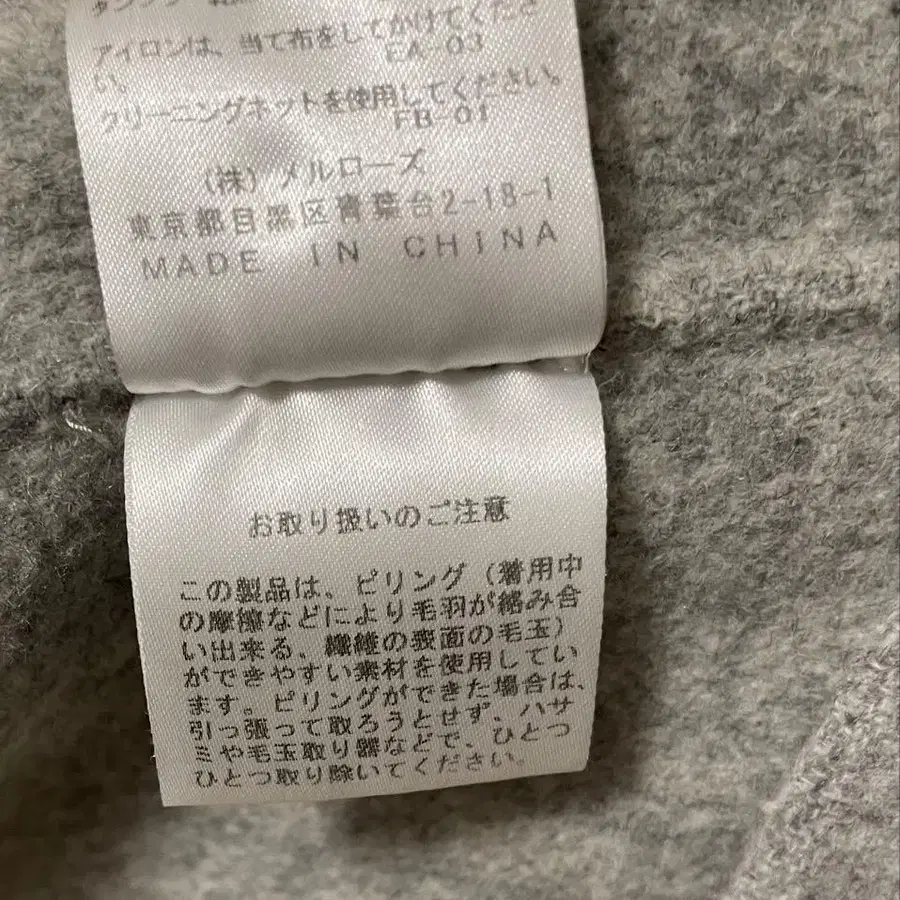 アイロンは、当て布をしてかけてくださ
い。
EA-03
クリーニングネットを使用してください。
FB-01
(株) メルローズ
東京都目黒区青葉台2-18-1
MADE IN CHINA
お取り扱いのご注意
この製品は、ピリング(着用中
の摩擦などにより毛羽が絡み合
い出来る、繊維の表面の毛玉)
ができやすい素材を使用してい
ます。ピリングができた場合は、
引っ張って取ろうとせず、ハサ
ミや毛玉取り器などで、ひとつ
ひとつ取り除いてください。